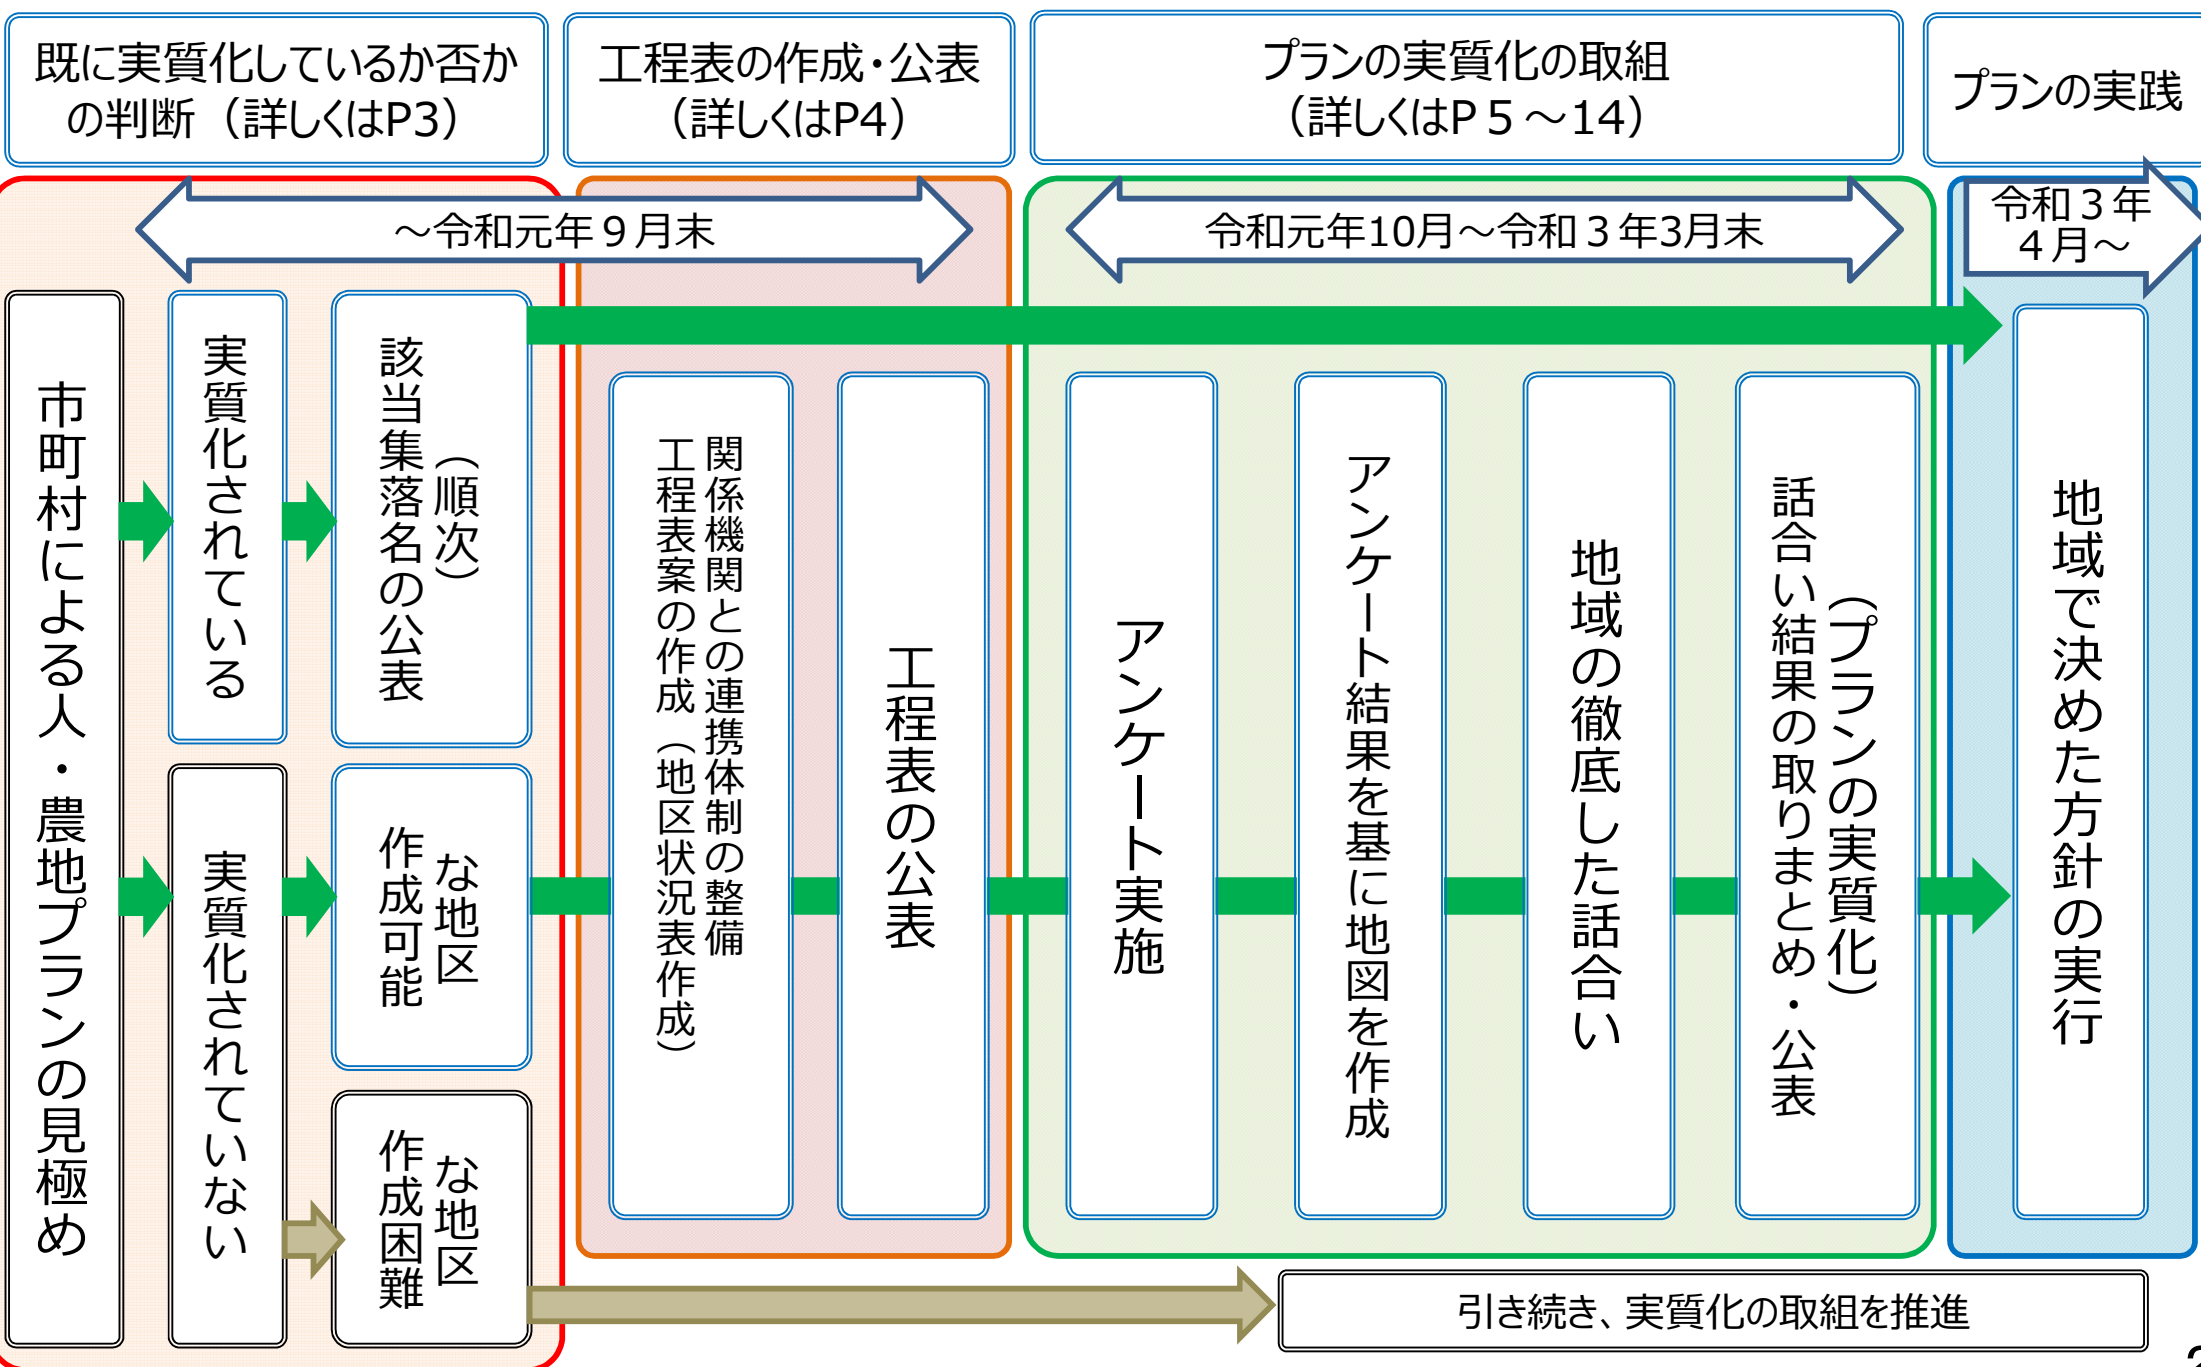 既に実質化しているか否か
の判断（詳しくはP3）
工程表の作成・公表
（詳しくはP4）
プランの実質化の取組
（詳しくはP５～14）
プランの実践
～令和元年９月末
令和元年10月～令和３年3月末
令和３年
４月～
市町村による人・農地プランの見極め
実質化されている
該当集落名の公表
（順次）
実質化されていない
作成可能
な地区
作成困難
な地区
関係機関との連携体制の整備
工程表案の作成（地区状況表作成）
工程表の公表
アンケート実施
アンケート結果を基に地図を作成
地域の徹底した話合い
話合い結果の取りまとめ・公表
（プランの実質化）
地域で決めた方針の実行
引き続き、実質化の取組を推進